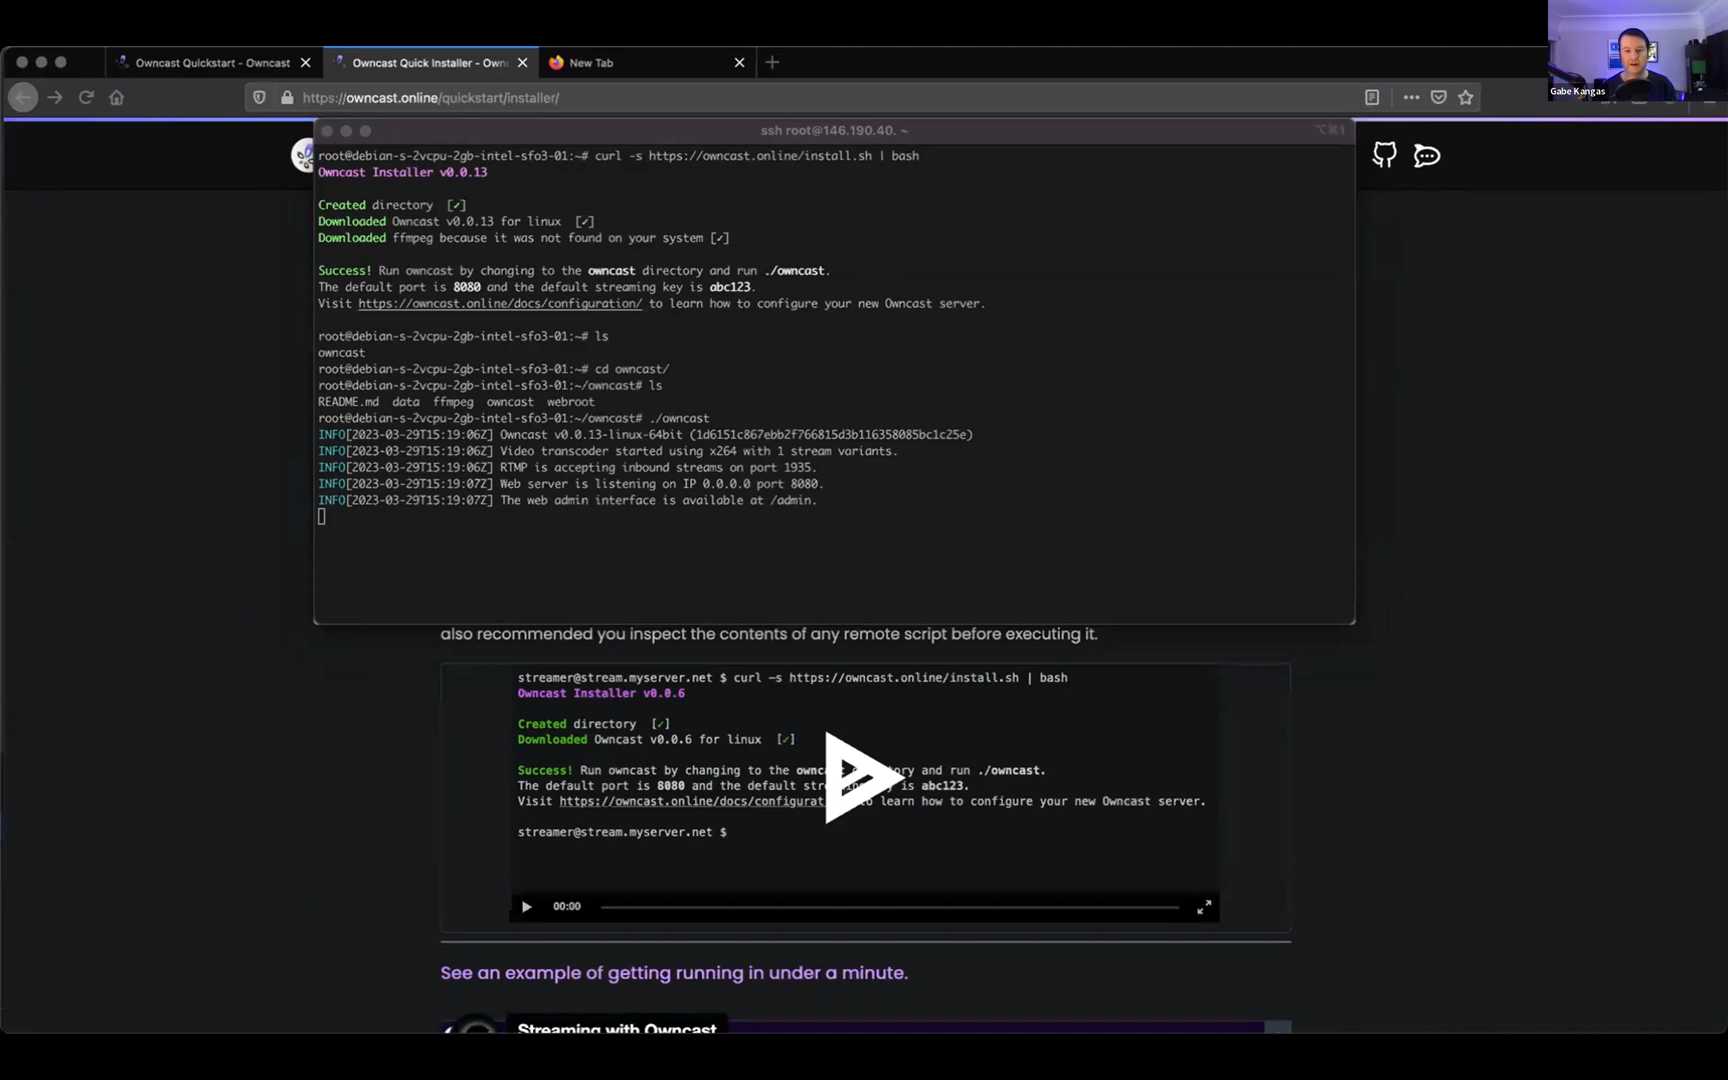 Owncast Quickstart - Owncast
Owncast Quick Installer - Own
New Tab
https://owncast.online/quickstart/installer/
Gabe Kangas
ssh root@146.190.40. ~
⌥⌘1
root@debian-s-2vcpu-2gb-intel-sfo3-01:~# curl -s https://owncast.online/install.sh | bash
Owncast Installer v0.0.13
Created directory [✓]
Downloaded Owncast v0.0.13 for linux [✓]
Downloaded ffmpeg because it was not found on your system [✓]
Success! Run owncast by changing to the owncast directory and run ./owncast.
The default port is 8080 and the default streaming key is abc123.
Visit https://owncast.online/docs/configuration/ to learn how to configure your new Owncast server.
root@debian-s-2vcpu-2gb-intel-sfo3-01:~# ls
owncast
root@debian-s-2vcpu-2gb-intel-sfo3-01:~# cd owncast/
root@debian-s-2vcpu-2gb-intel-sfo3-01:~/owncast# ls
README.md data ffmpeg owncast webroot
root@debian-s-2vcpu-2gb-intel-sfo3-01:~/owncast# ./owncast
INFO[2023-03-29T15:19:06Z] Owncast v0.0.13-linux-64bit (1d6151c867ebb2f766815d3b116358085bc1c25e)
INFO[2023-03-29T15:19:06Z] Video transcoder started using x264 with 1 stream variants.
INFO[2023-03-29T15:19:06Z] RTMP is accepting inbound streams on port 1935.
INFO[2023-03-29T15:19:07Z] Web server is listening on IP 0.0.0.0 port 8080.
INFO[2023-03-29T15:19:07Z] The web admin interface is available at /admin.
also recommended you inspect the contents of any remote script before executing it.
streamer@stream.myserver.net $ curl -s https://owncast.online/install.sh | bash
Owncast Installer v0.0.6
Created directory [✓]
Downloaded Owncast v0.0.6 for linux [✓]
Success! Run owncast by changing to the owncast directory and run ./owncast.
The default port is 8080 and the default streaming key is abc123.
Visit https://owncast.online/docs/configurati to learn how to configure your new Owncast server.
streamer@stream.myserver.net $
00:00
See an example of getting running in under a minute.
Streaming with Owncast